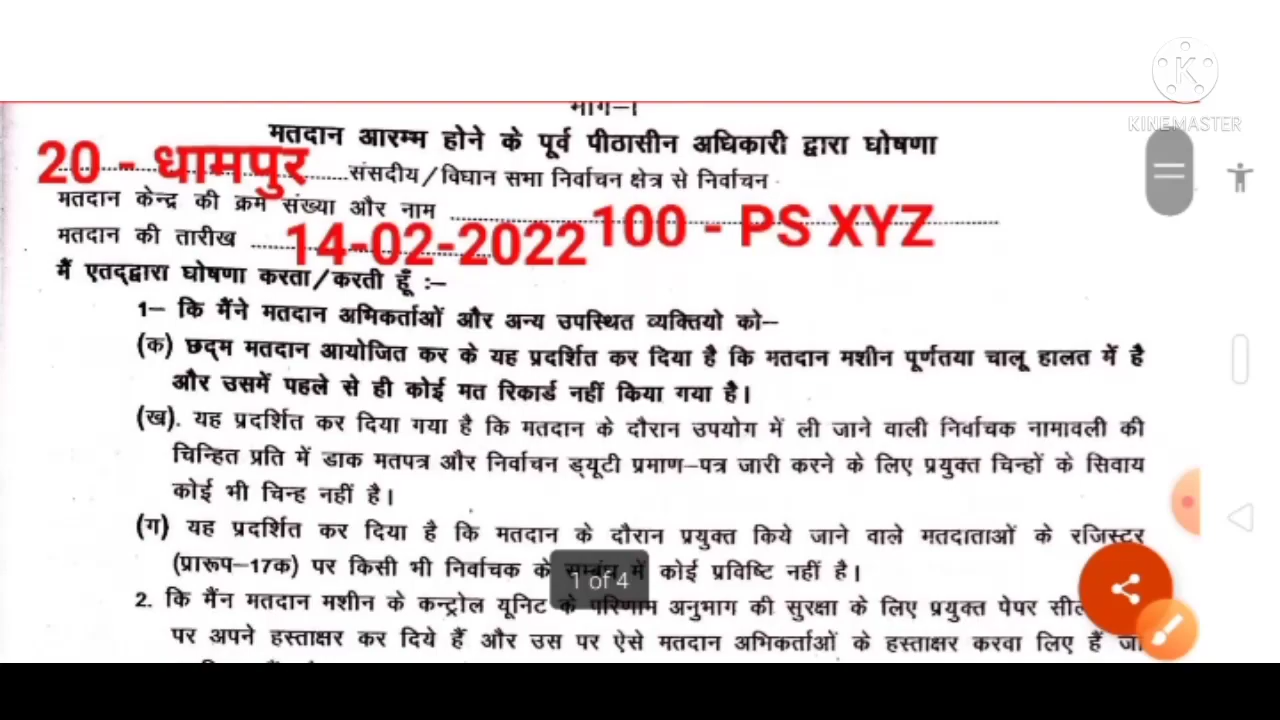 भाग-I
मतदान आरम्भ होने के पूर्व पीठासीन अधिकारी द्वारा घोषणा
20 - धामपुर संसदीय/विधान सभा निर्वाचन क्षेत्र से निर्वाचन
मतदान केन्द्र की क्रम संख्या और नाम 100 - PS XYZ
मतदान की तारीख 14-02-2022
मैं एतद्द्वारा घोषणा करता/करती हूँ :–
1– कि मैंने मतदान अभिकर्ताओं और अन्य उपस्थित व्यक्तियो को–
(क) छद्म मतदान आयोजित कर के यह प्रदर्शित कर दिया है कि मतदान मशीन पूर्णतया चालू हालत में है
और उसमें पहले से ही कोई मत रिकार्ड नहीं किया गया है।
(ख). यह प्रदर्शित कर दिया गया है कि मतदान के दौरान उपयोग में ली जाने वाली निर्वाचक नामावली की
चिन्हित प्रति में डाक मतपत्र और निर्वाचन ड्यूटी प्रमाण–पत्र जारी करने के लिए प्रयुक्त चिन्हों के सिवाय
कोई भी चिन्ह नहीं है।
(ग) यह प्रदर्शित कर दिया है कि मतदान के दौरान प्रयुक्त किये जाने वाले मतदाताओं के रजिस्टर
(प्रारूप–17क) पर किसी भी निर्वाचक के सम्बंध में कोई प्रविष्टि नहीं है।
2. कि मैंन मतदान मशीन के कन्ट्रोल यूनिट के परिणाम अनुभाग की सुरक्षा के लिए प्रयुक्त पेपर सील
पर अपने हस्ताक्षर कर दिये हैं और उस पर ऐसे मतदान अभिकर्ताओं के हस्ताक्षर करवा लिए हैं जो
1 of 4
KINEMASTER